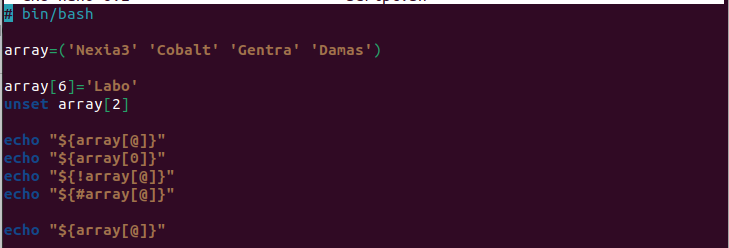 # bin/bash
array=('Nexia3' 'Cobalt' 'Gentra' 'Damas')
array[6]='Labo'
unset array[2]
echo "${array[@]}"
echo "${array[0]}"
echo "${!array[@]}"
echo "${#array[@]}"
echo "${array[@]}"